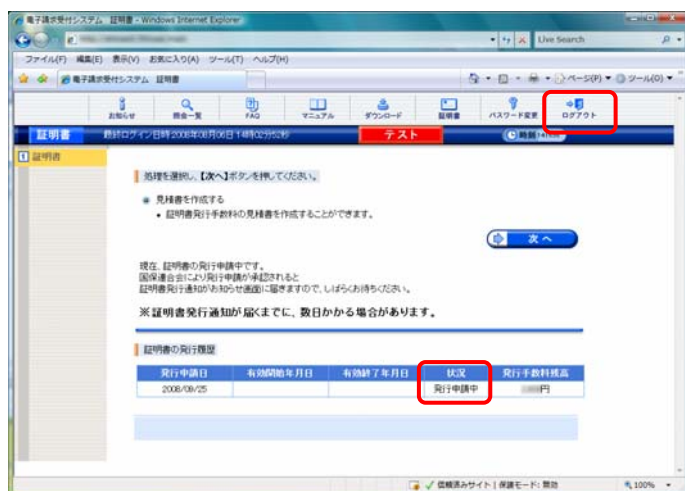 電子請求受付システム 証明書 - Windows Internet Explorer
Live Search
ファイル(F) 編集(E) 表示(V) お気に入り(A) ツール(T) ヘルプ(H)
電子請求受付システム 証明書
ページ(P) ツール(O)
お知らせ 照会一覧 FAQ マニュアル ダウンロード 証明書 パスワード変更 ログアウト
証明書 最終ログイン日時 2008年08月06日 14時02分52秒 テスト 時刻
1 証明書
処理を選択し、【次へ】ボタンを押してください。
見積書を作成する
• 証明書発行手数料の見積書を作成することができます。
次へ
現在、証明書の発行申請中です。
国保連合会により発行申請が承認されると
証明書発行通知がお知らせ画面に届きますので、しばらくお待ちください。
※証明書発行通知が届くまでに、数日かかる場合があります。
証明書の発行履歴
発行申請日 有効開始年月日 有効終了年月日 状況 発行手数料残高
2008/09/25 発行申請中 円
信頼済みサイト | 保護モード: 無効 100%